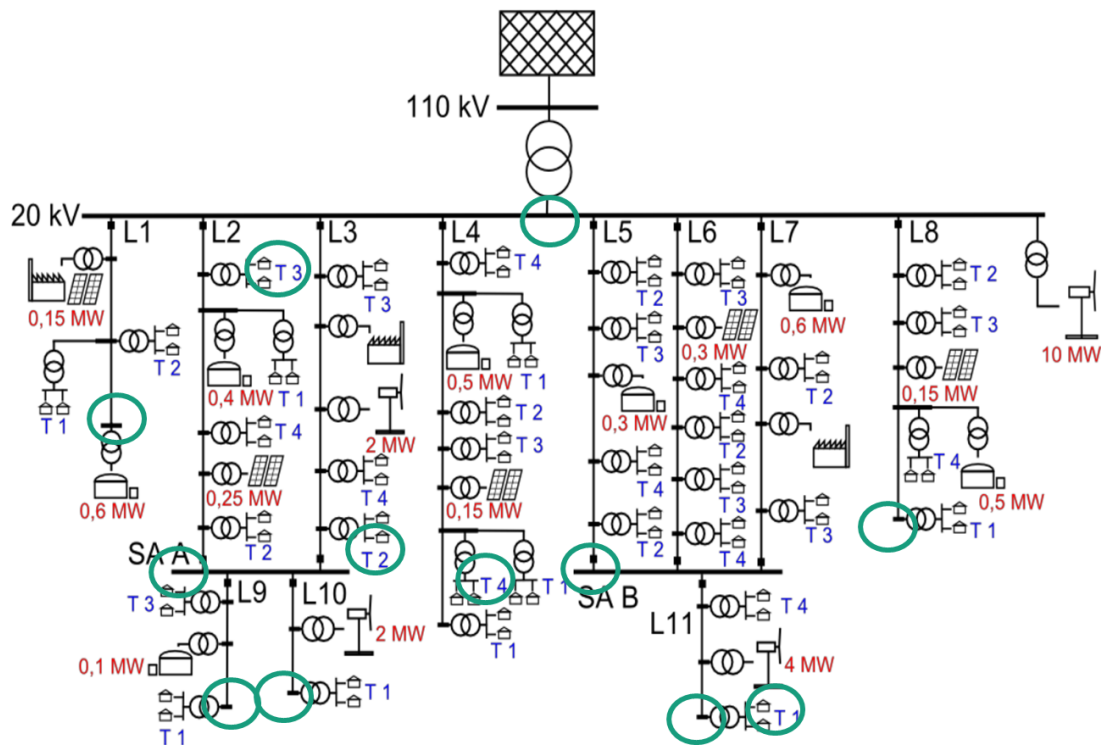 110 kV
20 kV
L1
L2
L3
L4
L5
L6
L7
L8
0,15 MW
T 2
T 1
0,6 MW
T 3
0,4 MW
T 1
T 4
0,25 MW
T 2
T 3
2 MW
T 4
T 2
T 4
0,5 MW
T 1
T 2
T 3
0,15 MW
T 4
T 1
T 1
T 2
T 3
0,3 MW
T 4
T 2
T 3
0,3 MW
T 4
T 2
T 3
T 4
0,6 MW
T 2
T 3
T 2
T 3
0,15 MW
T 4
0,5 MW
T 1
10 MW
SA A
L9
L10
T 3
0,1 MW
T 1
2 MW
T 1
SA B
L11
T 4
4 MW
T 1